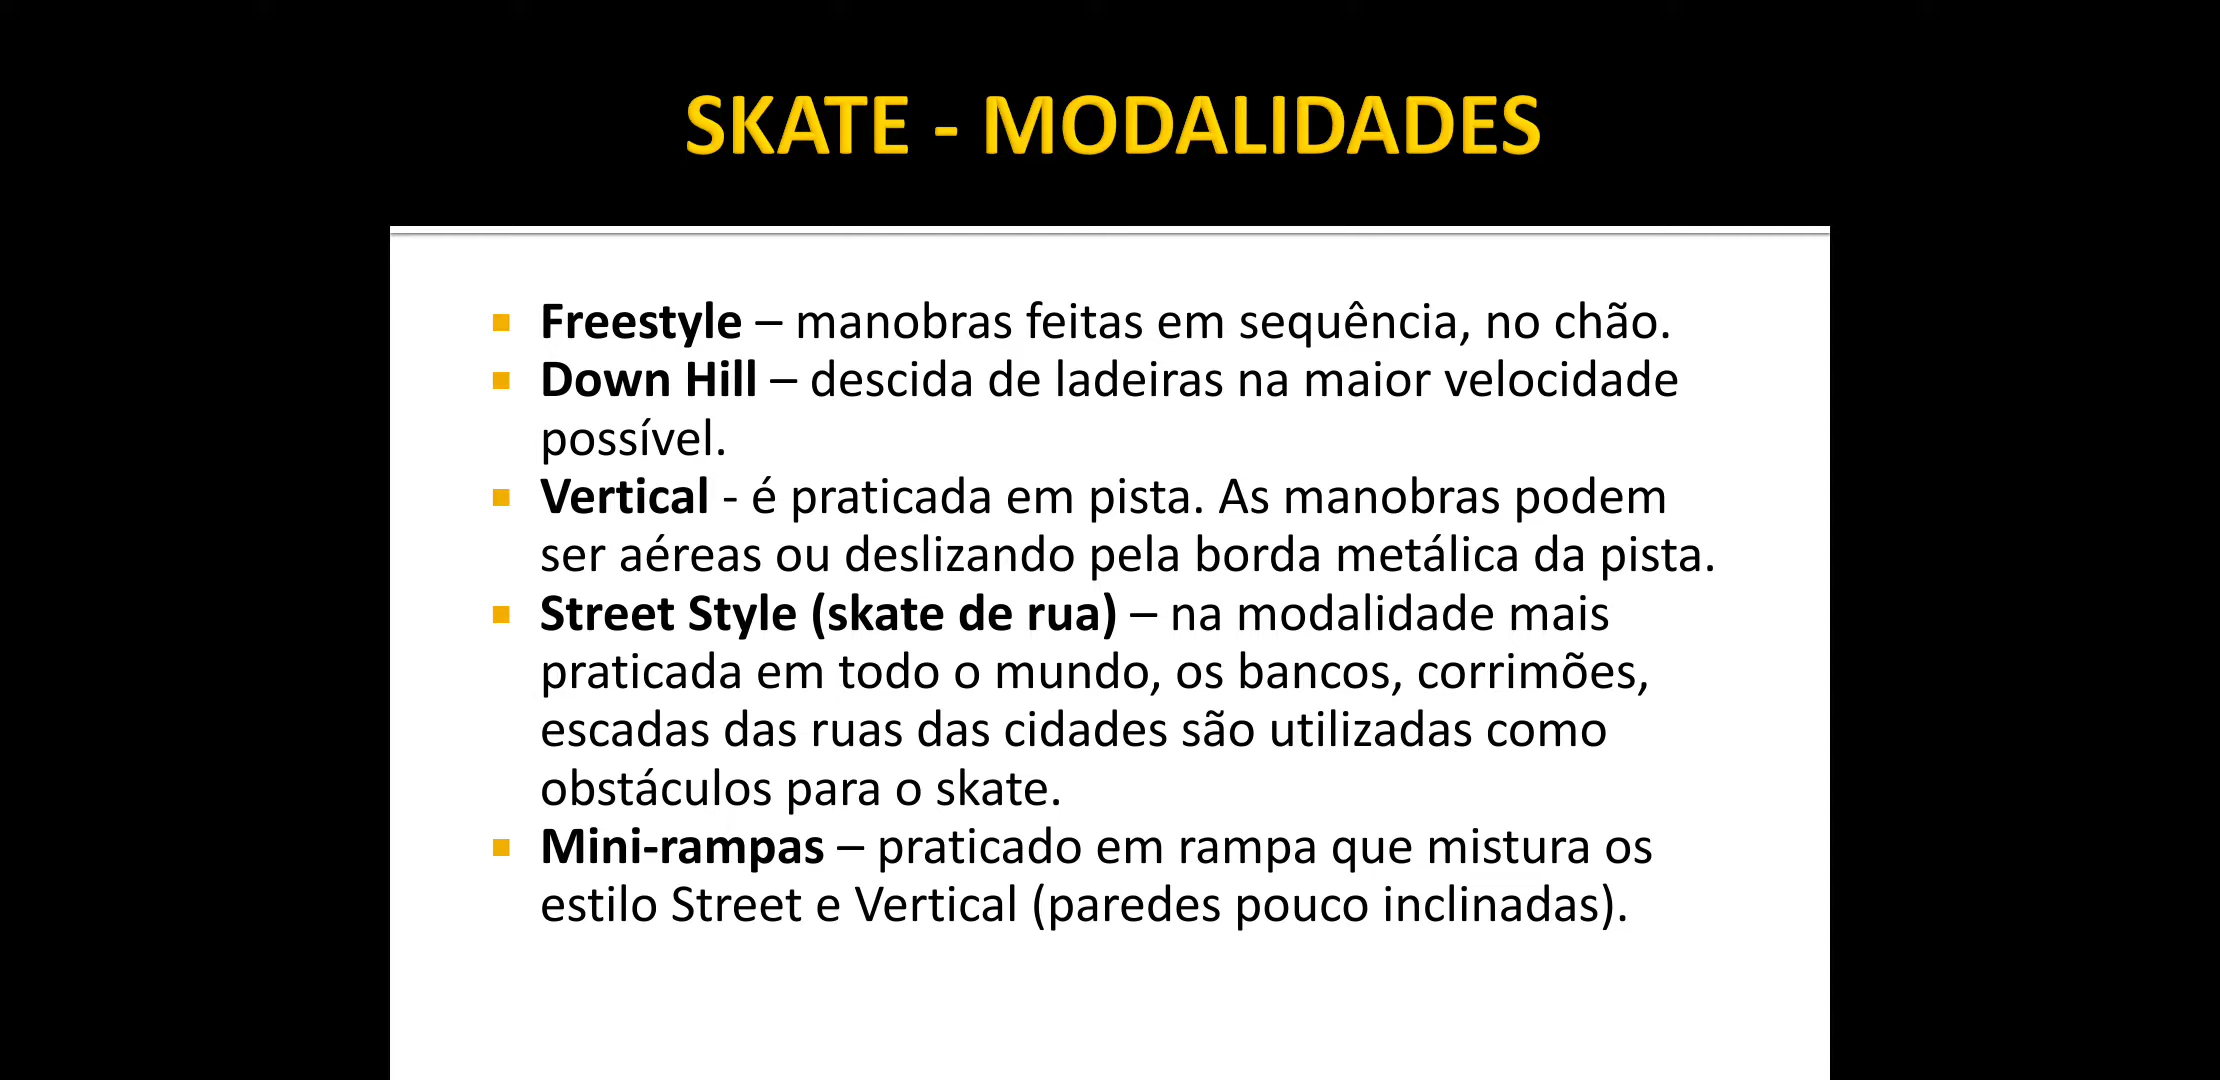 SKATE - MODALIDADES
Freestyle – manobras feitas em sequência, no chão.
Down Hill – descida de ladeiras na maior velocidade
possível.
Vertical - é praticada em pista. As manobras podem
ser aéreas ou deslizando pela borda metálica da pista.
Street Style (skate de rua) – na modalidade mais
praticada em todo o mundo, os bancos, corrimões,
escadas das ruas das cidades são utilizadas como
obstáculos para o skate.
Mini-rampas – praticado em rampa que mistura os
estilo Street e Vertical (paredes pouco inclinadas).